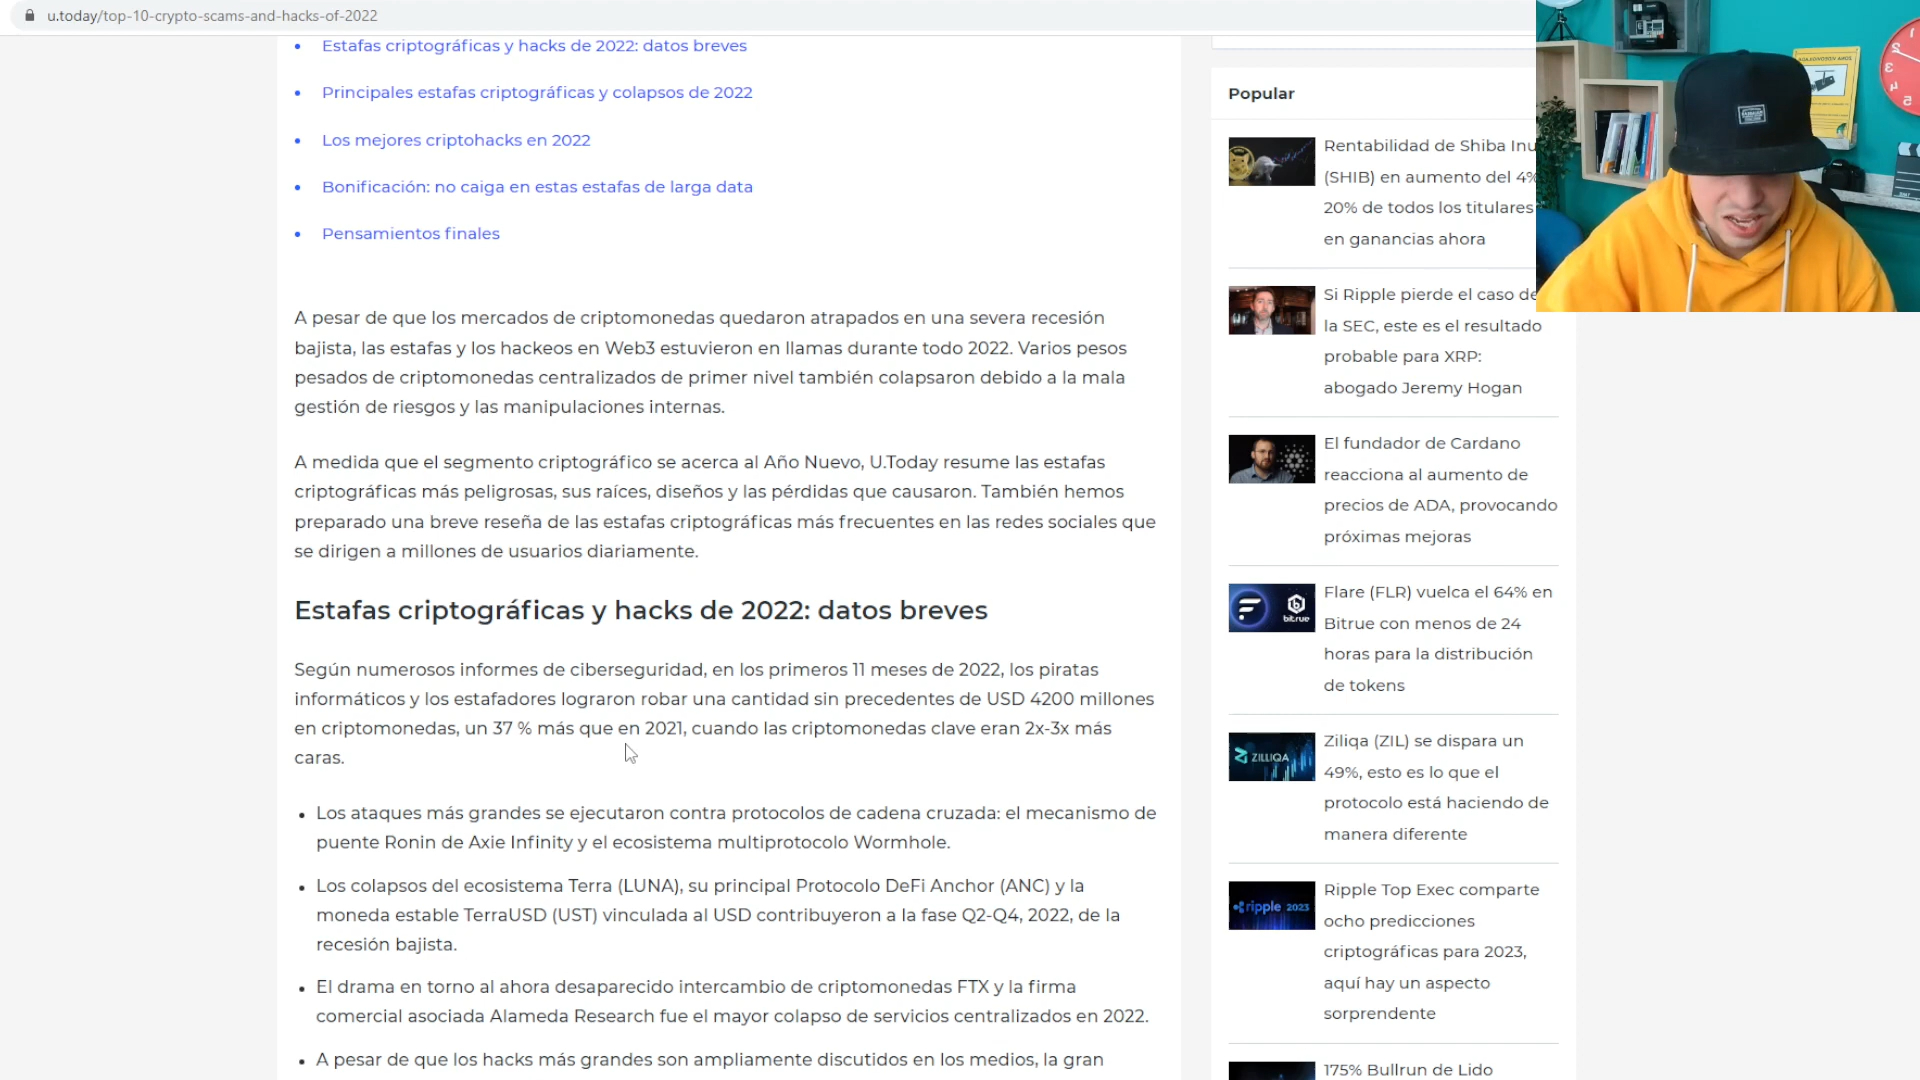 u.today/top-10-crypto-scams-and-hacks-of-2022
Estafas criptográficas y hacks de 2022: datos breves
Principales estafas criptográficas y colapsos de 2022
Los mejores criptohacks en 2022
Bonificación: no caiga en estas estafas de larga data
Pensamientos finales
A pesar de que los mercados de criptomonedas quedaron atrapados en una severa recesión
bajista, las estafas y los hackeos en Web3 estuvieron en llamas durante todo 2022. Varios pesos
pesados de criptomonedas centralizados de primer nivel también colapsaron debido a la mala
gestión de riesgos y las manipulaciones internas.
A medida que el segmento criptográfico se acerca al Año Nuevo, U.Today resume las estafas
criptográficas más peligrosas, sus raíces, diseños y las pérdidas que causaron. También hemos
preparado una breve reseña de las estafas criptográficas más frecuentes en las redes sociales que
se dirigen a millones de usuarios diariamente.
Estafas criptográficas y hacks de 2022: datos breves
Según numerosos informes de ciberseguridad, en los primeros 11 meses de 2022, los piratas
informáticos y los estafadores lograron robar una cantidad sin precedentes de USD 4200 millones
en criptomonedas, un 37 % más que en 2021, cuando las criptomonedas clave eran 2x-3x más
caras.
Los ataques más grandes se ejecutaron contra protocolos de cadena cruzada: el mecanismo de
puente Ronin de Axie Infinity y el ecosistema multiprotocolo Wormhole.
Los colapsos del ecosistema Terra (LUNA), su principal Protocolo DeFi Anchor (ANC) y la
moneda estable TerraUSD (UST) vinculada al USD contribuyeron a la fase Q2-Q4, 2022, de la
recesión bajista.
El drama en torno al ahora desaparecido intercambio de criptomonedas FTX y la firma
comercial asociada Alameda Research fue el mayor colapso de servicios centralizados en 2022.
A pesar de que los hacks más grandes son ampliamente discutidos en los medios, la gran
Popular
Rentabilidad de Shiba Inu
(SHIB) en aumento del 4%
20% de todos los titulares
en ganancias ahora
Si Ripple pierde el caso de
la SEC, este es el resultado
probable para XRP:
abogado Jeremy Hogan
El fundador de Cardano
reacciona al aumento de
precios de ADA, provocando
próximas mejoras
bitrue
Flare (FLR) vuelca el 64% en
Bitrue con menos de 24
horas para la distribución
de tokens
ZILLIQA
Ziliqa (ZIL) se dispara un
49%, esto es lo que el
protocolo está haciendo de
manera diferente
ripple 2023
Ripple Top Exec comparte
ocho predicciones
criptográficas para 2023,
aquí hay un aspecto
sorprendente
175% Bullrun de Lido